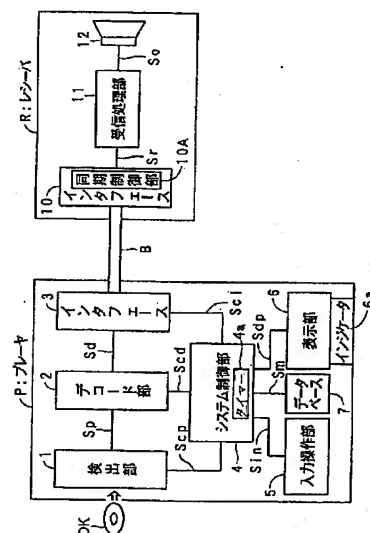 P:プレーヤ
DK
1
検出部
Sp
2
デコード部
Sd
3
インタフェース
Scp
Scd
Sci
4
システム制御部
4a
タイマー
Sin
Sm
Sdp
5
入力操作部
7
データベース
6
表示部
インジケータ
6a
B
R:レシーバ
10
インタフェース
同期制御部
10A
Sr
11
受信処理部
So
12